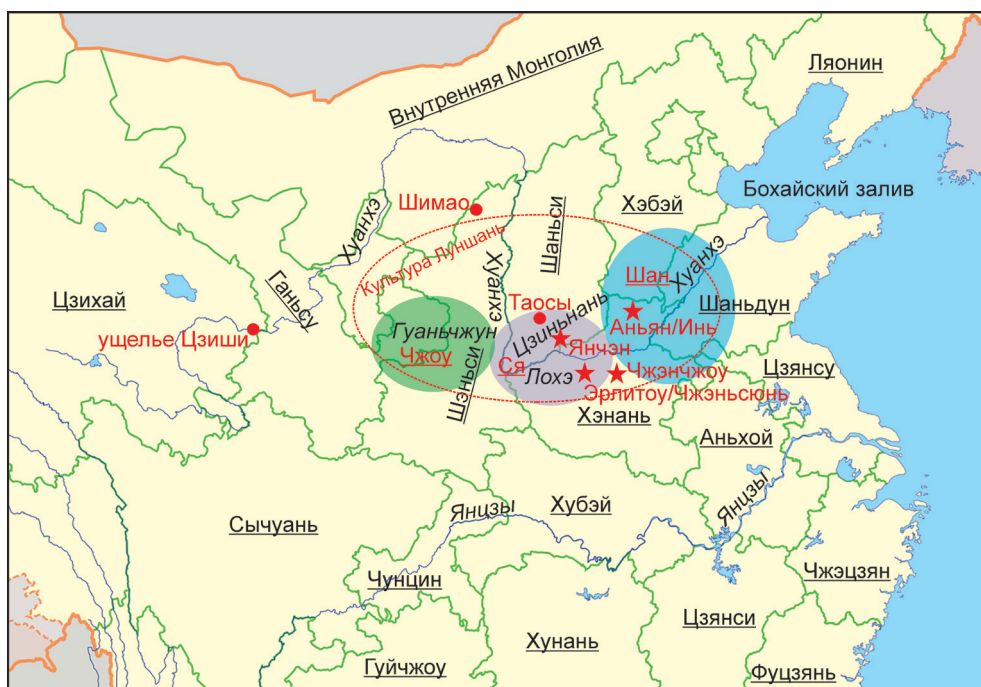 Ляонин
Внутренняя Монголия
Бохайский залив
Шимао
Хуанхэ
Шаньси
Хэбэй
Культура Луншань
Хуанхэ
Шан
Хуанхэ
Цзихай
Ганьсу
Таосы
Цзиньнань
Шаньдун
ущелье Цзиши
Гуаньчжун
Аньян/Инь
Чжоу
Янчэн
Ся
Лохэ
Чжэнчжоу
Цзянсу
Эрлитоу/Чжэньсюнь
Шэньси
Хэнань
Аньхой
Янцзы
Сычуань
Янцзы
Хубэй
Чунцин
Чжэцзян
Цзянси
Хунань
Гуйчжоу
Фуцзянь